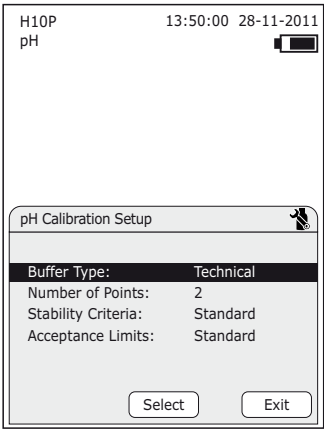 H10P 13:50:00 28-11-2011
pH
pH Calibration Setup
Buffer Type: Technical
Number of Points: 2
Stability Criteria: Standard
Acceptance Limits: Standard
Select Exit